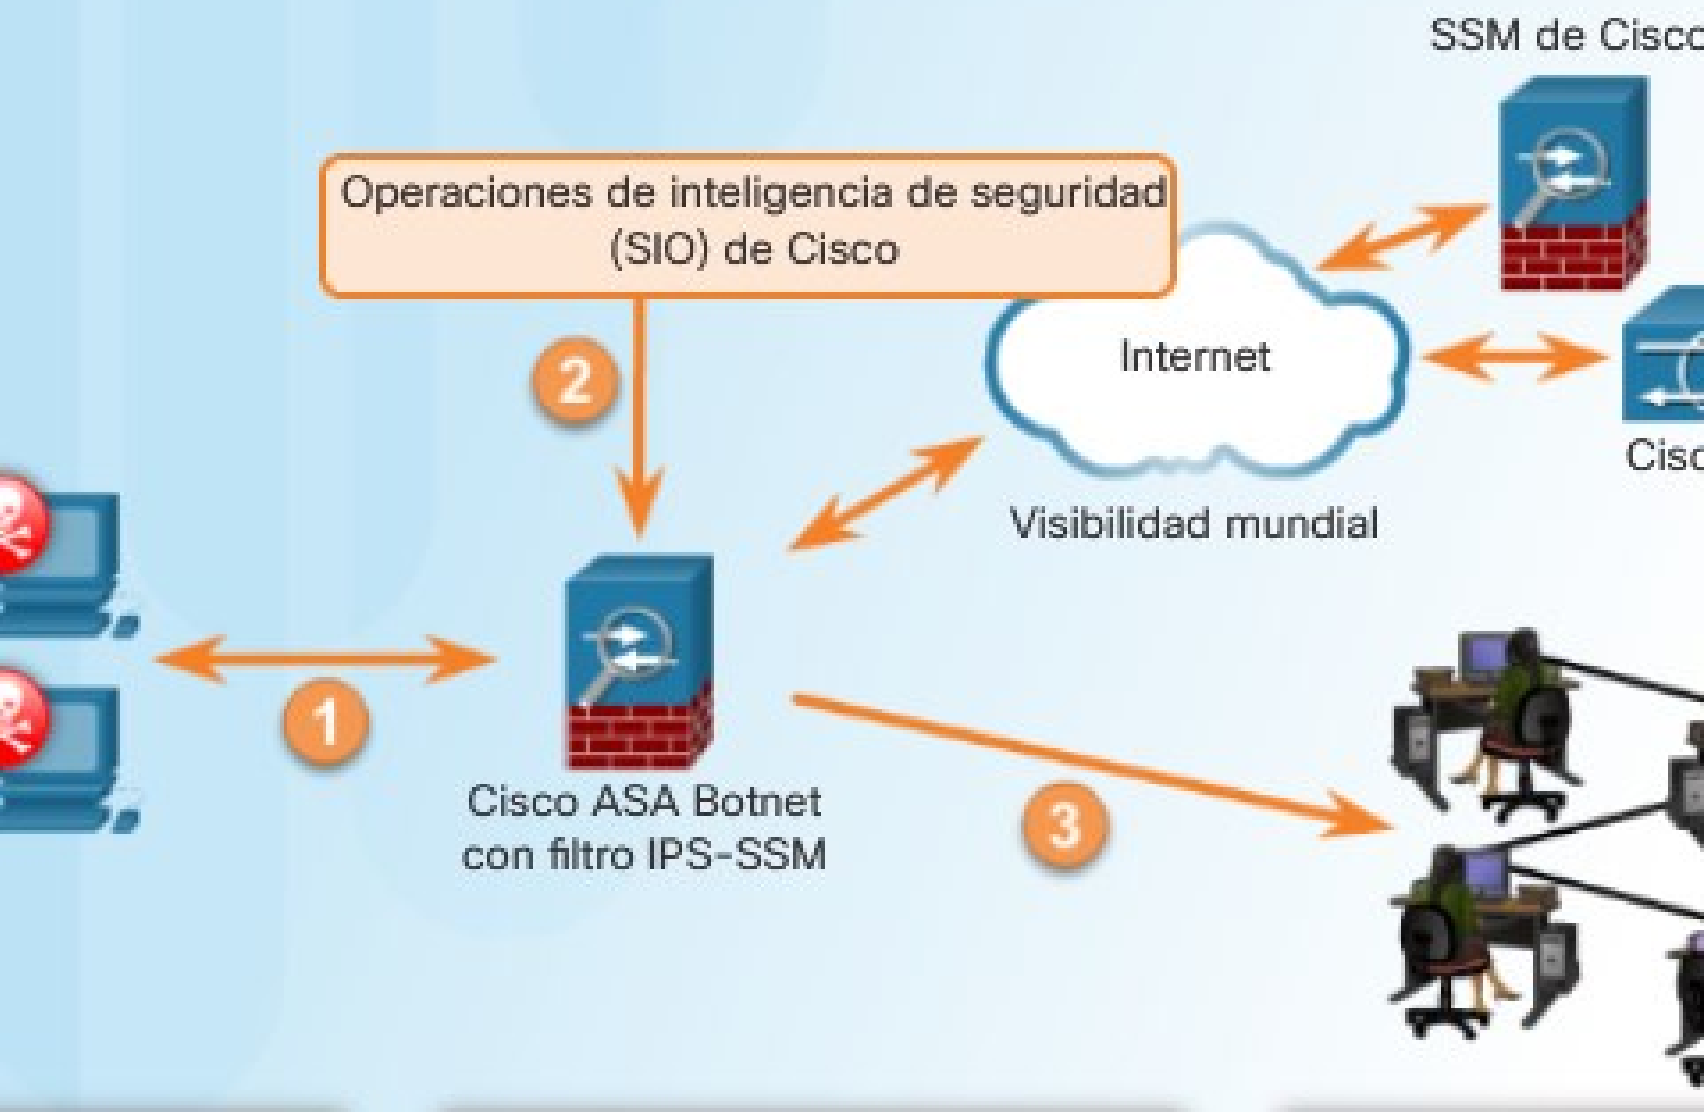 SSM de Cisco
Operaciones de inteligencia de seguridad
(SIO) de Cisco
2
Internet
Visibilidad mundial
1
Cisco ASA Botnet
con filtro IPS-SSM
3